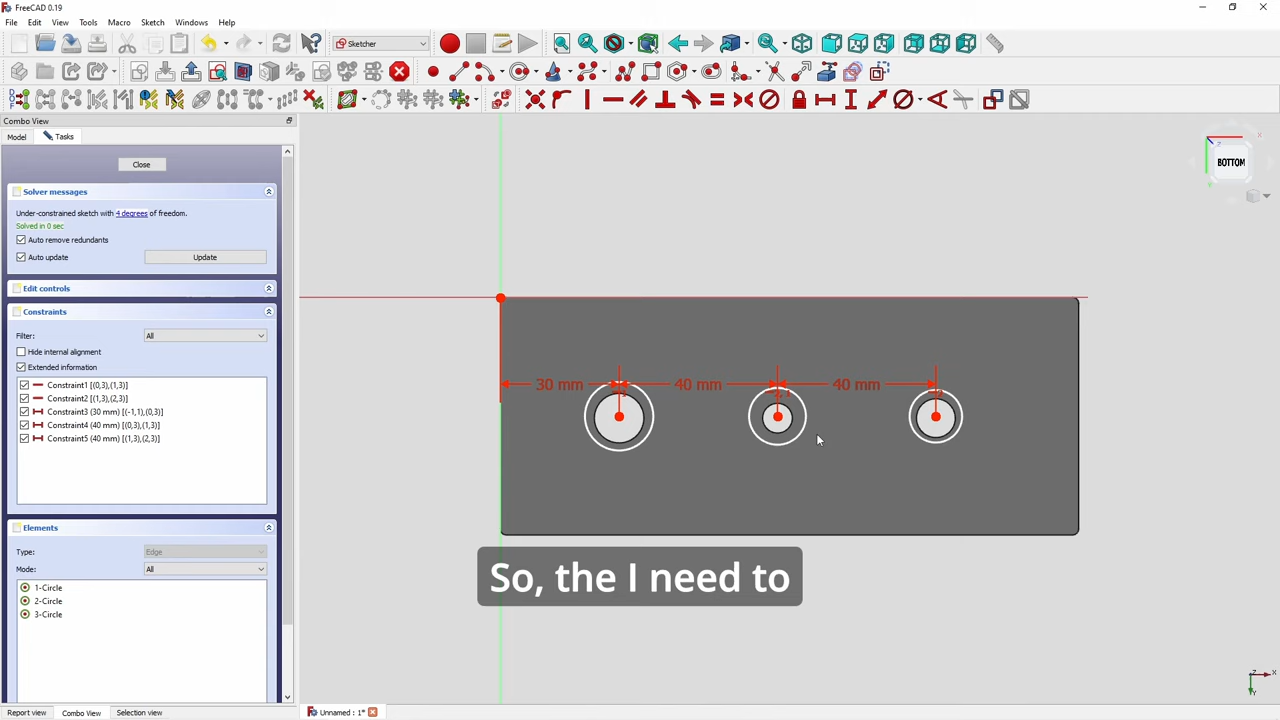 FreeCAD 0.19
File Edit View Tools Macro Sketch Windows Help
Sketcher
Combo View
Model Tasks
Close
Solver messages
Under-constrained sketch with 4 degrees of freedom.
Solved in 0 sec
Auto remove redundants
Auto update Update
Edit controls
Constraints
Filter: All
Hide internal alignment
Extended information
Constraint1 [(0,3),(1,3)]
Constraint2 [(1,3),(2,3)]
Constraint3 (30 mm) [(-1,1),(0,3)]
Constraint4 (40 mm) [(0,3),(1,3)]
Constraint5 (40 mm) [(1,3),(2,3)]
Elements
Type: Edge
Mode: All
1-Circle
2-Circle
3-Circle
BOTTOM
X
Y
30 mm 40 mm 40 mm
So, the I need to
Z X
Y
Report view Combo View Selection view Unnamed : 1*